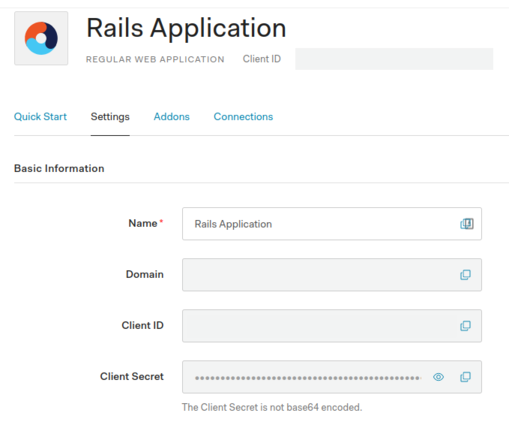 Rails Application
REGULAR WEB APPLICATION Client ID
Quick Start Settings Addons Connections
Basic Information
Name* Rails Application
Domain
Client ID
Client Secret ••••••••••••••••••••••••••••••••••••••••••••
The Client Secret is not base64 encoded.